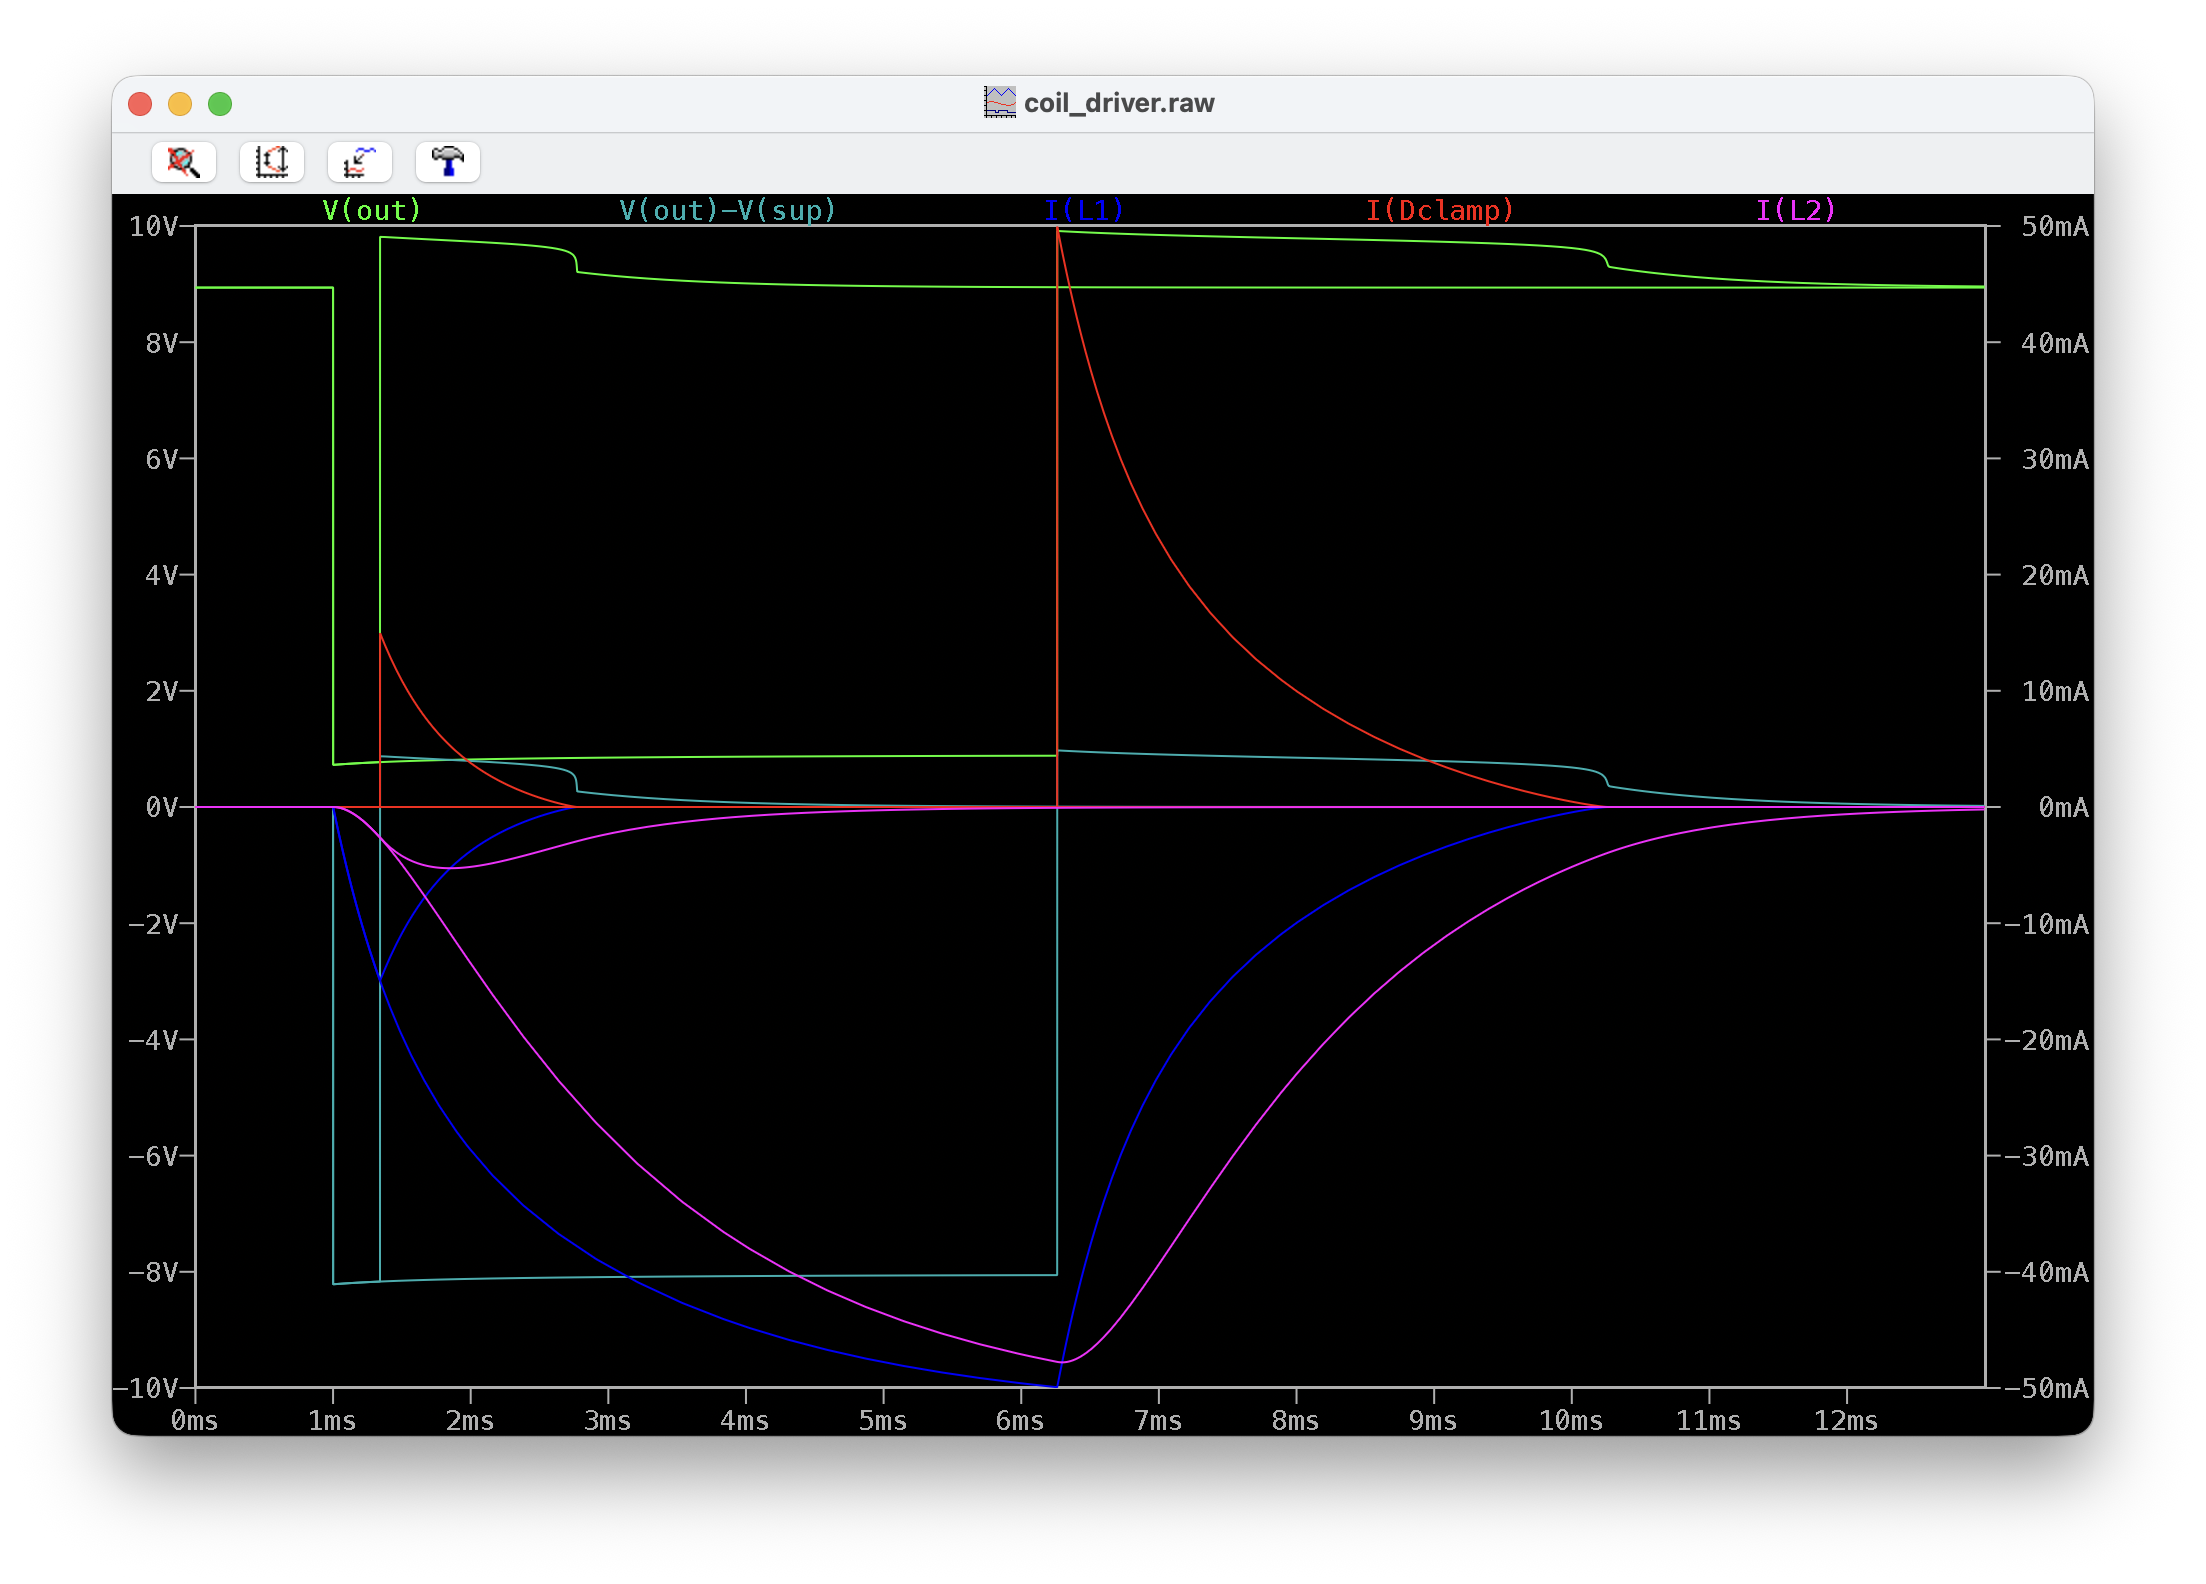 coil_driver.raw
V(out) V(out)−V(sup) I(L1) I(Dclamp) I(L2)
10V 50mA
8V 40mA
6V 30mA
4V 20mA
2V 10mA
0V 0mA
−2V −10mA
−4V −20mA
−6V −30mA
−8V −40mA
−10V −50mA
0ms 1ms 2ms 3ms 4ms 5ms 6ms 7ms 8ms 9ms 10ms 11ms 12ms